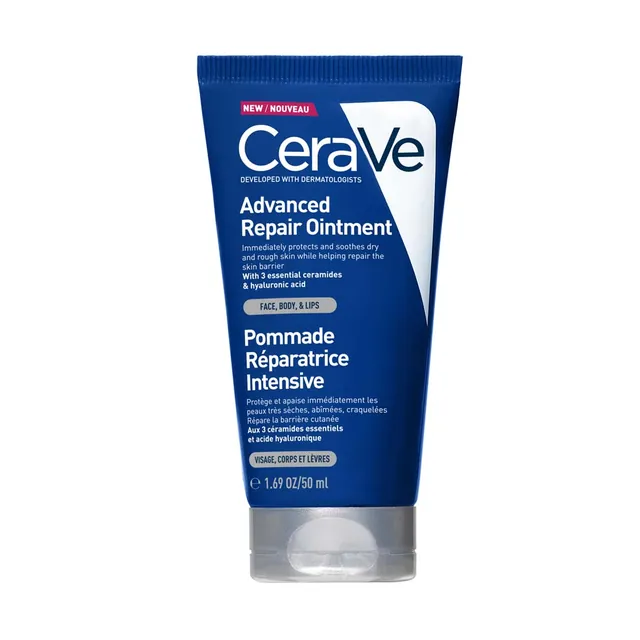 NEW / NOUVEAU
CeraVe
DEVELOPED WITH DERMATOLOGISTS
Advanced
Repair Ointment
Immediately protects and soothes dry
and rough skin while helping repair the
skin barrier
With 3 essential ceramides
& hyaluronic acid
FACE, BODY, & LIPS
Pommade
Réparatrice
Intensive
Protège et apaise immédiatement les
peaux très sèches, abîmées, craquelées
Répare la barrière cutanée
Aux 3 céramides essentiels
et acide hyaluronique
VISAGE, CORPS ET LÈVRES
℮ 1.69 OZ/50 ml